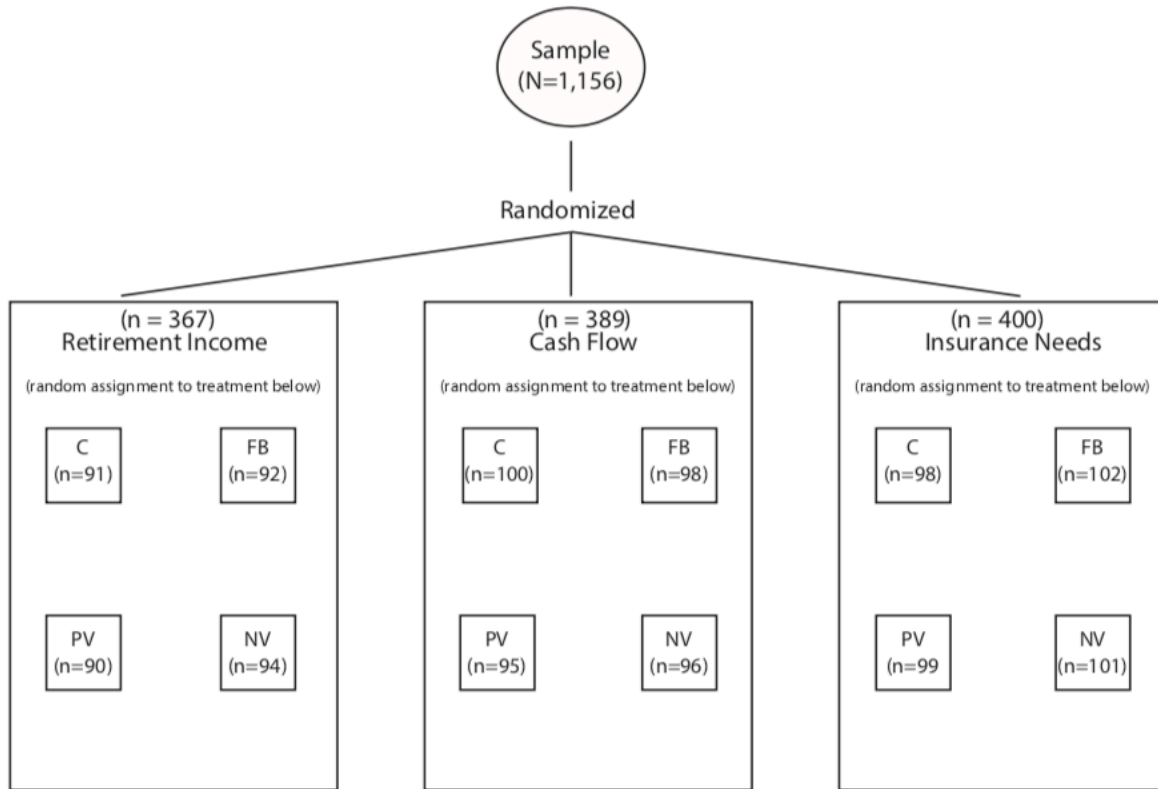 Sample
(N=1,156)
Randomized
(n = 367)
Retirement Income
(random assignment to treatment below)
C
(n=91)
FB
(n=92)
PV
(n=90)
NV
(n=94)
(n = 389)
Cash Flow
(random assignment to treatment below)
C
(n=100)
FB
(n=98)
PV
(n=95)
NV
(n=96)
(n = 400)
Insurance Needs
(random assignment to treatment below)
C
(n=98)
FB
(n=102)
PV
(n=99
NV
(n=101)